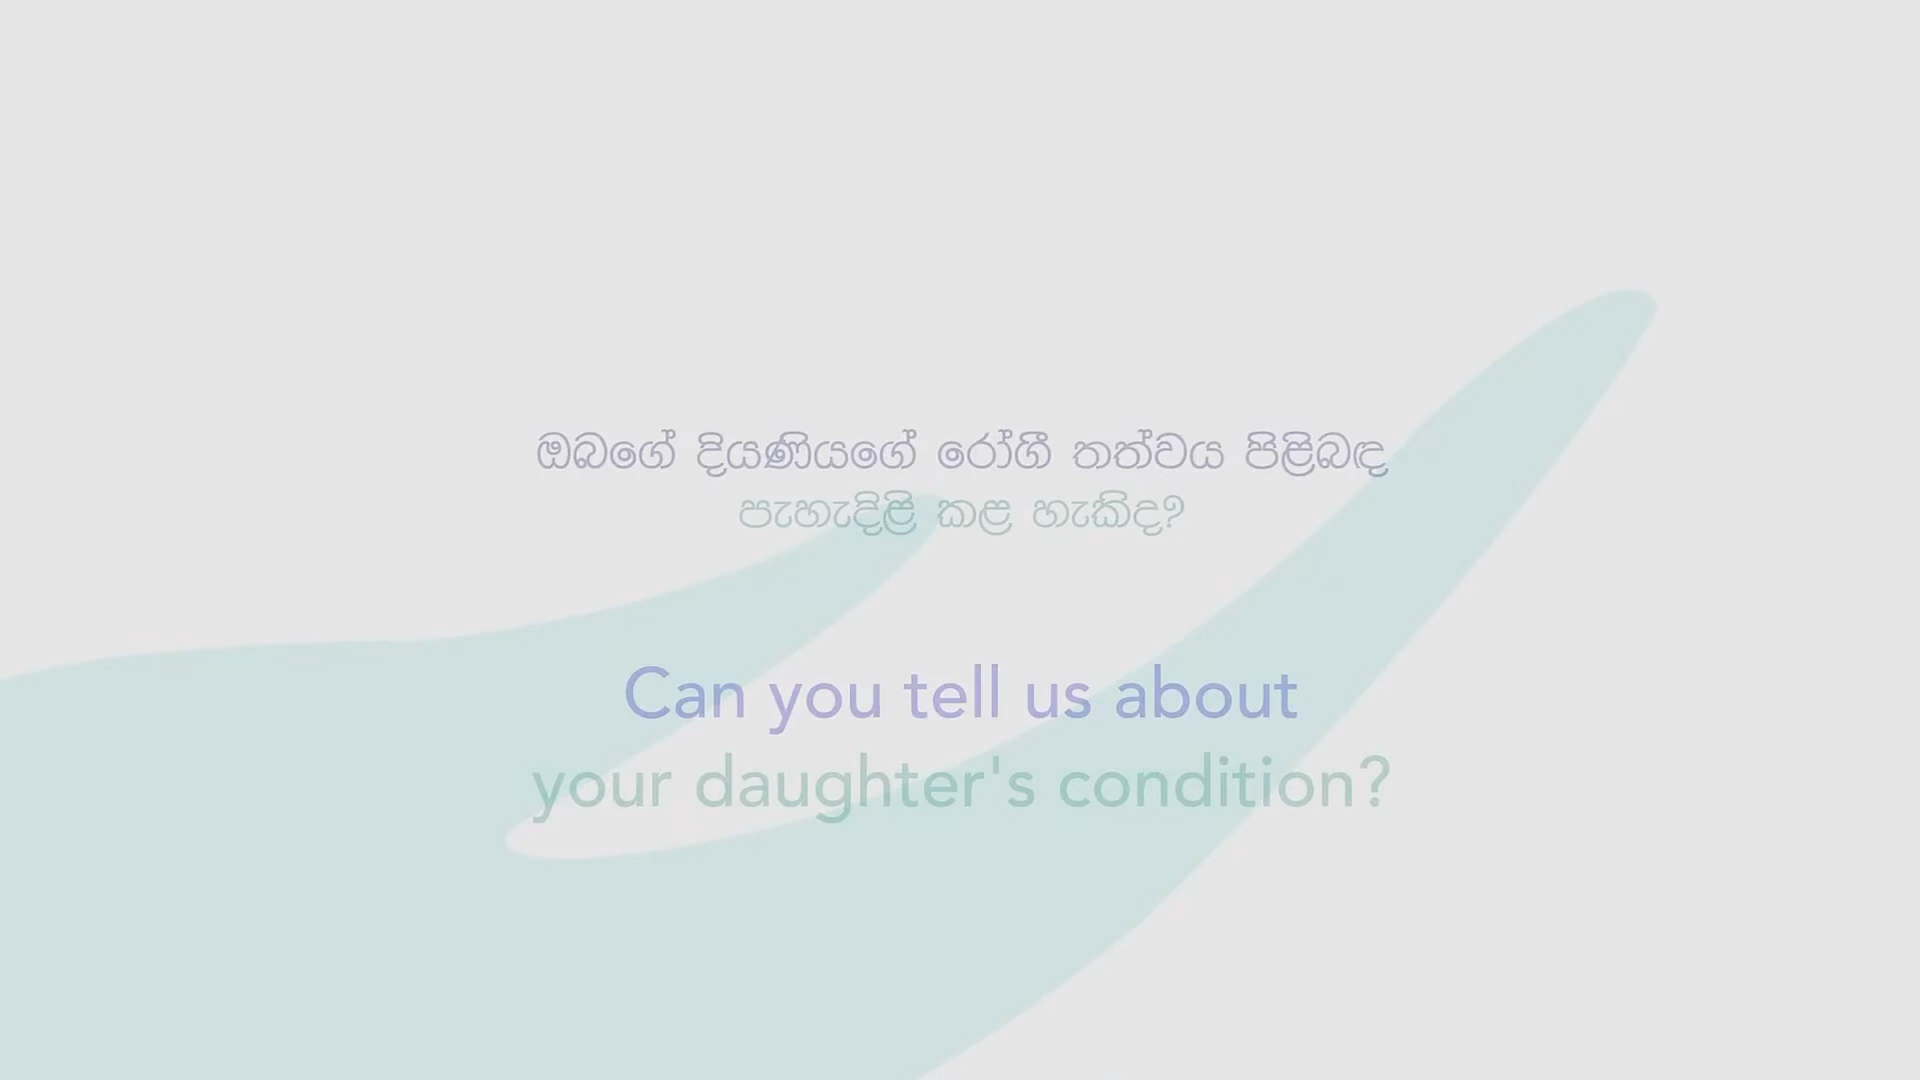 ඔබගේ දියණියගේ රෝගී තත්වය පිළිබඳ
පැහැදිළි කළ හැකිද?
Can you tell us about
your daughter's condition?